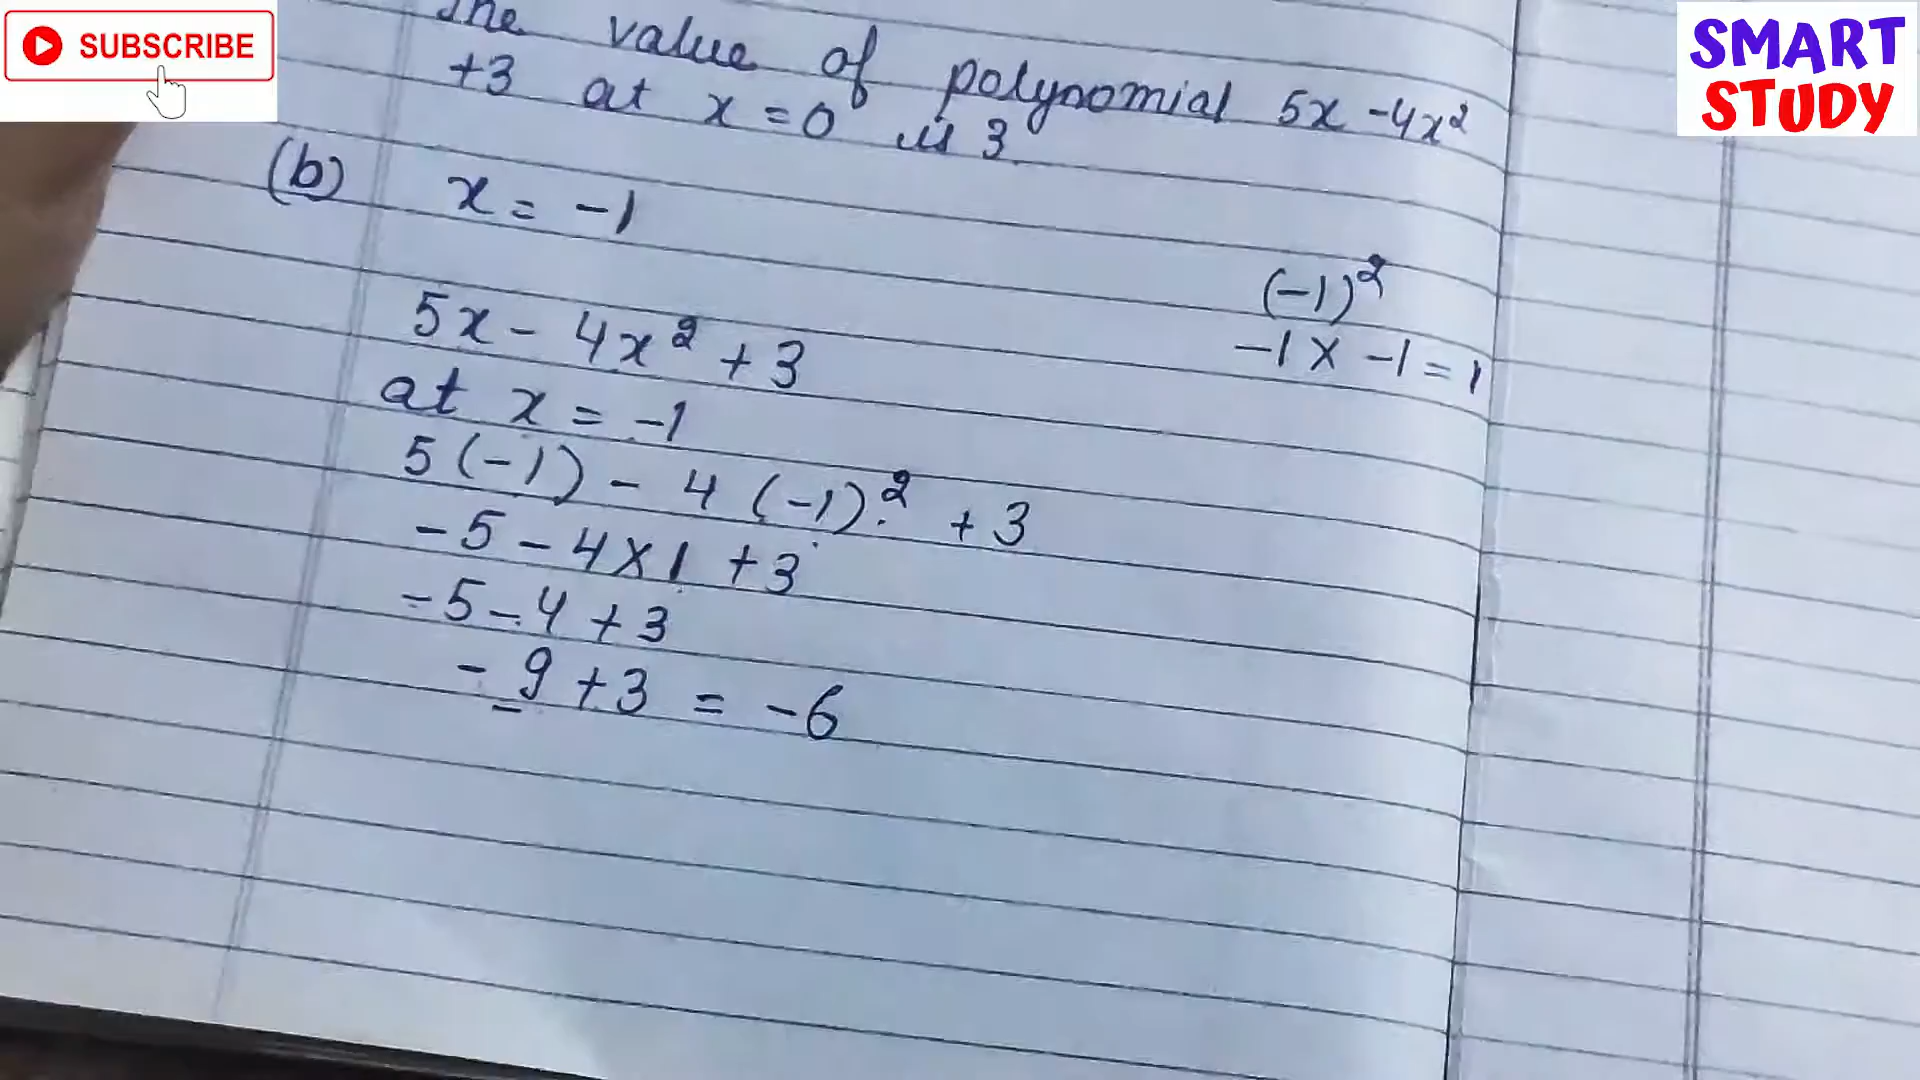 SUBSCRIBE
SMART
STUDY
The value of polynomial 5x - 4x²
+3 at x = 0 is 3
(b) x = -1
(-1)²
-1 × -1 = 1
5x - 4x² + 3
at x = -1
5(-1) - 4(-1)² + 3
-5 - 4×1 + 3
-5 - 4 + 3
-9 + 3 = -6